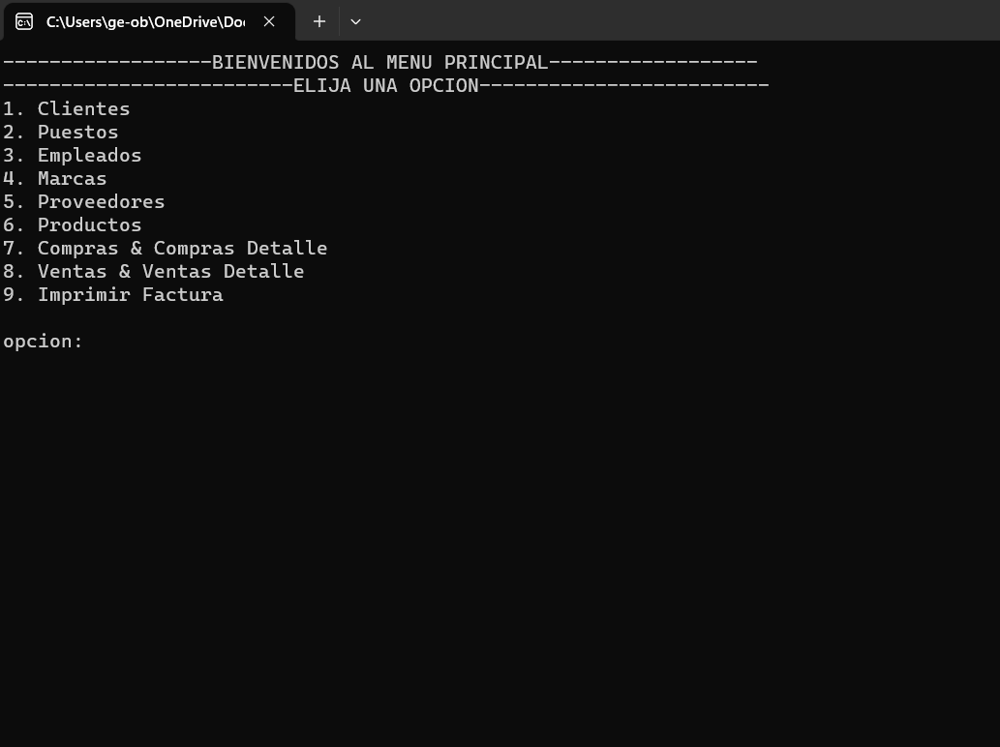 C:\Users\ge-ob\OneDrive\Do
------------------BIENVENIDOS AL MENU PRINCIPAL------------------
-------------------------ELIJA UNA OPCION-------------------------
1. Clientes
2. Puestos
3. Empleados
4. Marcas
5. Proveedores
6. Productos
7. Compras & Compras Detalle
8. Ventas & Ventas Detalle
9. Imprimir Factura
opcion: